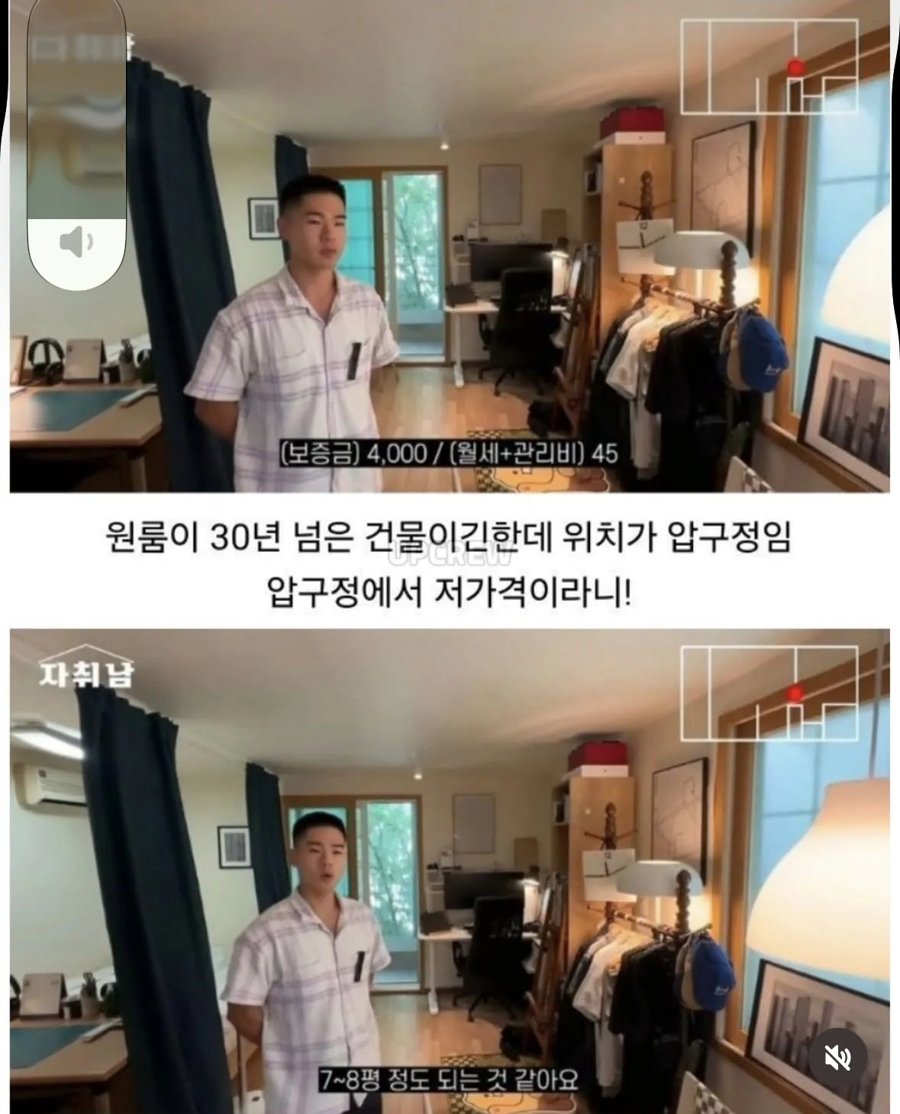 (보증금) 4,000 / (월세+관리비) 45
원룸이 30년 넘은 건물이긴한데 위치가 압구정임
UPCREW
압구정에서 저가격이라니!
자취남
7~8평 정도 되는 것 같아요